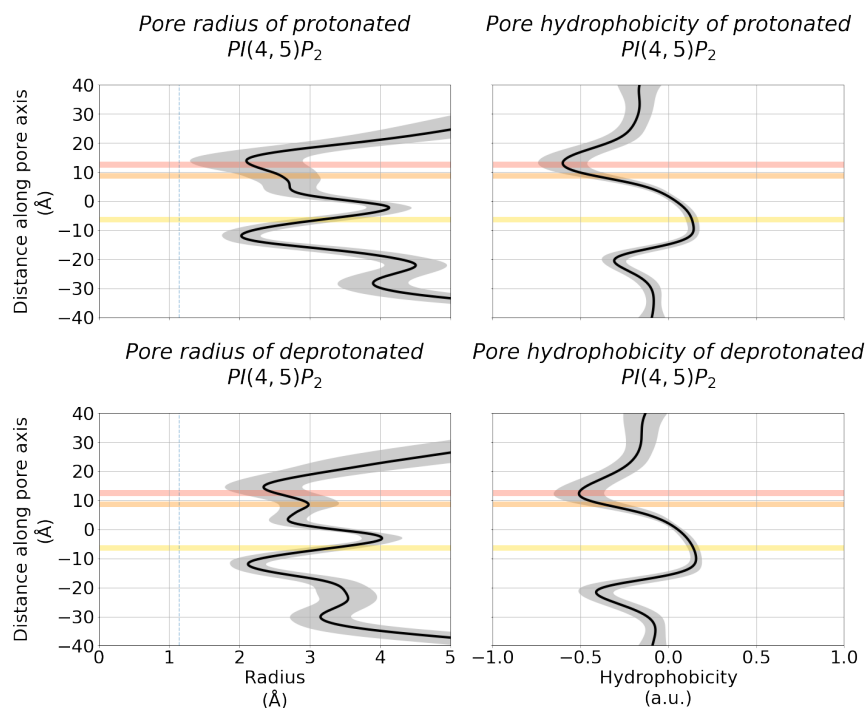 Pore radius of protonated
PI(4, 5)P₂
Pore hydrophobicity of protonated
PI(4, 5)P₂
Distance along pore axis
(Å)
40
30
20
10
0
−10
−20
−30
−40
Pore radius of deprotonated
PI(4, 5)P₂
Pore hydrophobicity of deprotonated
PI(4, 5)P₂
Distance along pore axis
(Å)
40
30
20
10
0
−10
−20
−30
−40
0 1 2 3 4 5
Radius
(Å)
−1.0 −0.5 0.0 0.5 1.0
Hydrophobicity
(a.u.)